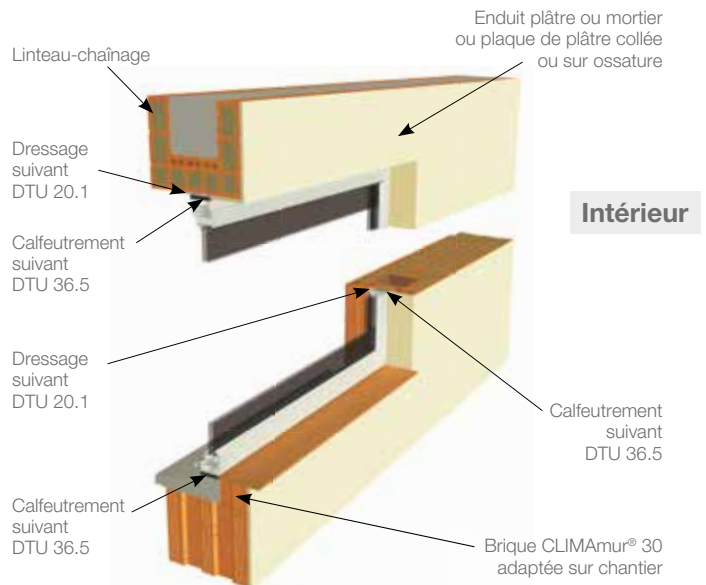 Enduit plâtre ou mortier
ou plaque de plâtre collée
ou sur ossature
Linteau-chaînage
Dressage
suivant
DTU 20.1
Intérieur
Calfeutrement
suivant
DTU 36.5
Dressage
suivant
DTU 20.1
Calfeutrement
suivant
DTU 36.5
Calfeutrement
suivant
DTU 36.5
Brique CLIMAmur® 30
adaptée sur chantier